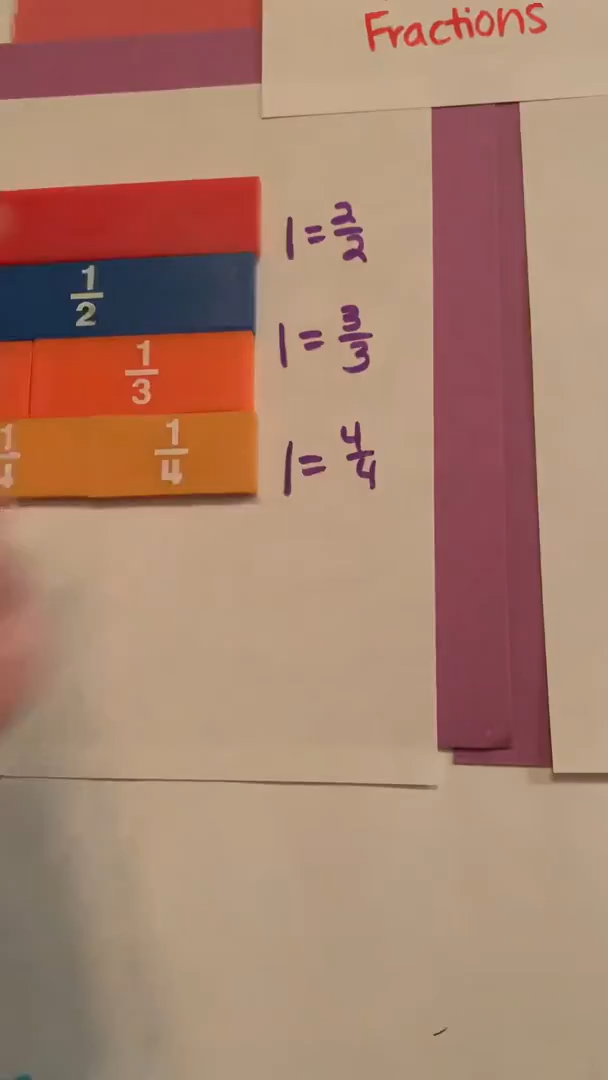 Fractions
1 = 2/2
1/2
1 = 3/3
1/3
1/4 1/4
1 = 4/4